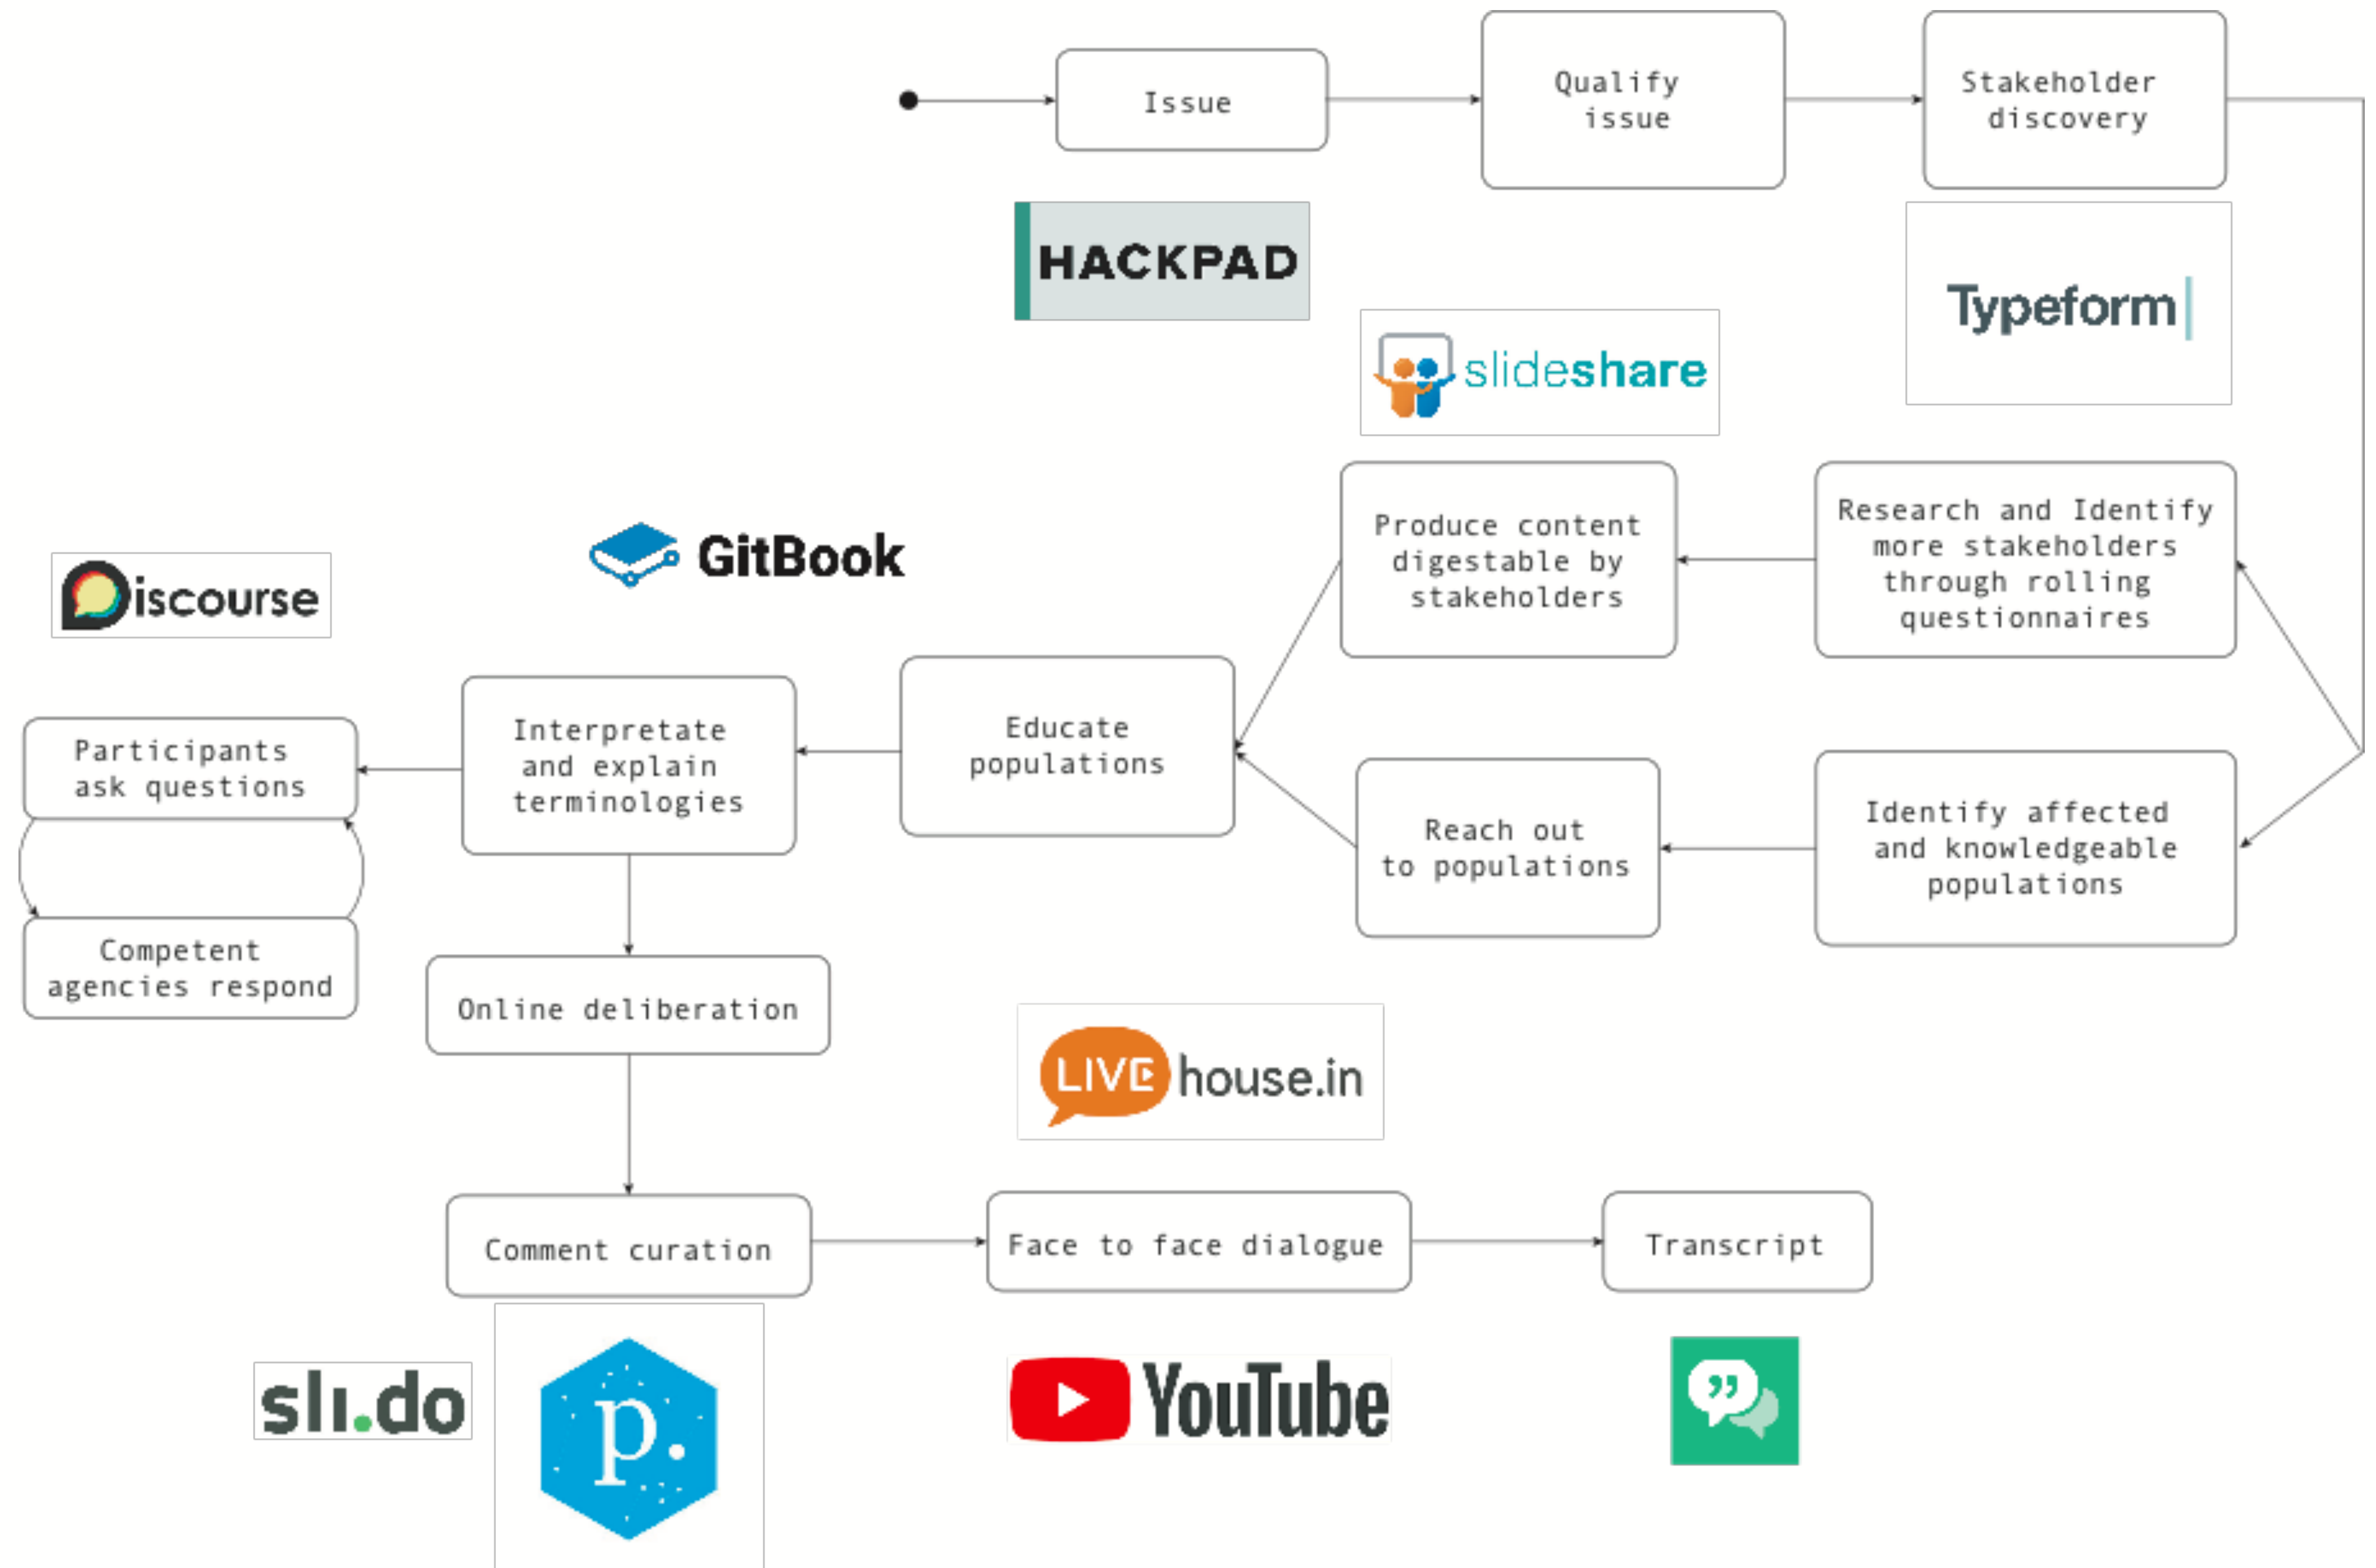 Issue
Qualify
issue
Stakeholder
discovery
HACKPAD
Typeform
slideshare
Produce content
digestable by
stakeholders
Research and Identify
more stakeholders
through rolling
questionnaires
GitBook
Discourse
Participants
ask questions
Interpretate
and explain
terminologies
Educate
populations
Reach out
to populations
Identify affected
and knowledgeable
populations
Competent
agencies respond
Online deliberation
LIVE house.in
Comment curation
Face to face dialogue
Transcript
sli.do
p.
YouTube